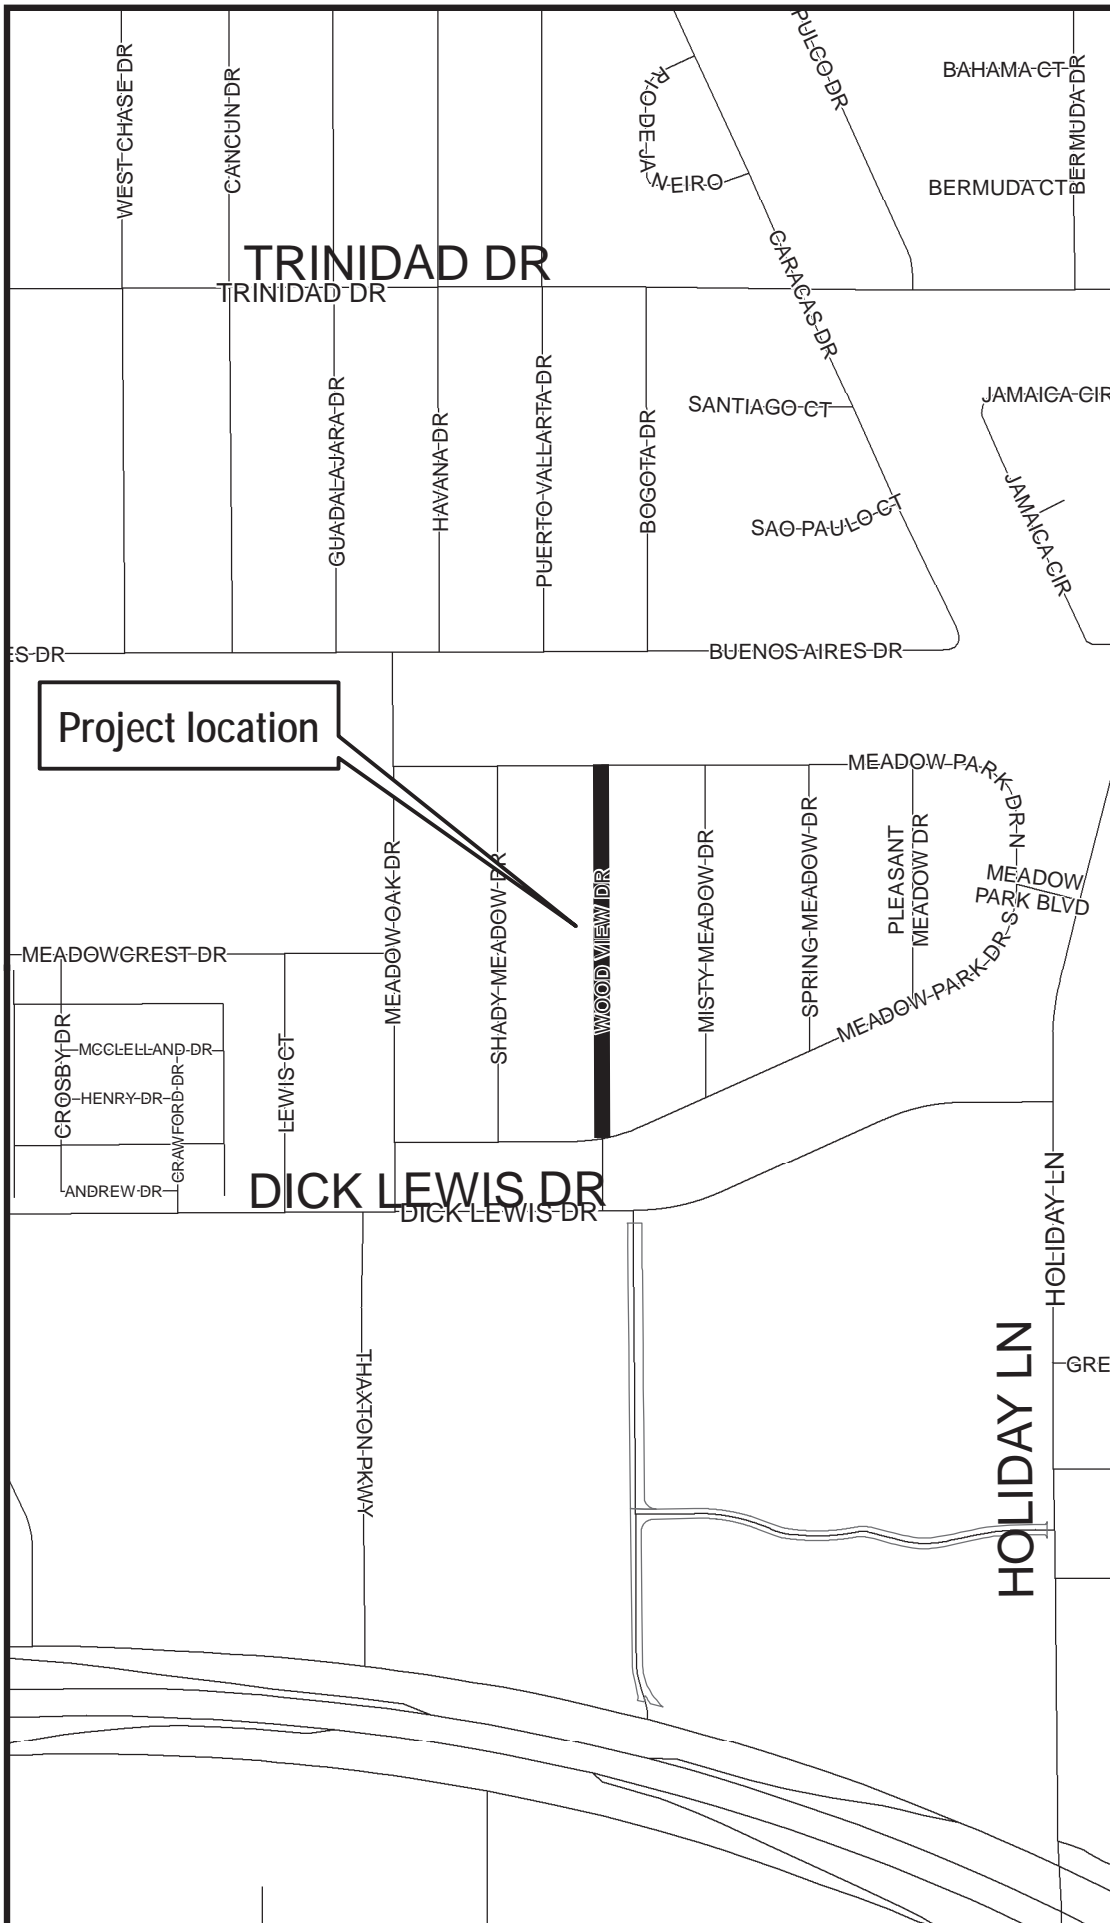 WEST CHASE DR
CANCUN DR
RIO DE JANEIRO
PULCO DR
BAHAMA CT
BERMUDA DR
BERMUDA CT
TRINIDAD DR
TRINIDAD DR
CARACAS DR
GUADALAJARA DR
HAVANA DR
PUERTO VALLARTA DR
BOGOTA DR
SANTIAGO CT
JAMAICA CIR
SAO PAULO CT
JAMAICA CIR
ES DR
BUENOS AIRES DR
Project location
MEADOW PARK DR N
MEADOW OAK DR
SHADY MEADOW DR
WOOD VIEW DR
MISTY MEADOW DR
SPRING MEADOW DR
PLEASANT
MEADOW DR
MEADOW
PARK BLVD
MEADOW PARK DR S
MEADOWCREST DR
CROSBY DR
MCCLELLAND DR
HENRY DR
CRAWFORD DR
ANDREW DR
LEWIS CT
DICK LEWIS DR
DICK LEWIS DR
HOLIDAY LN
HOLIDAY LN
GRE
THAXTON PKWY